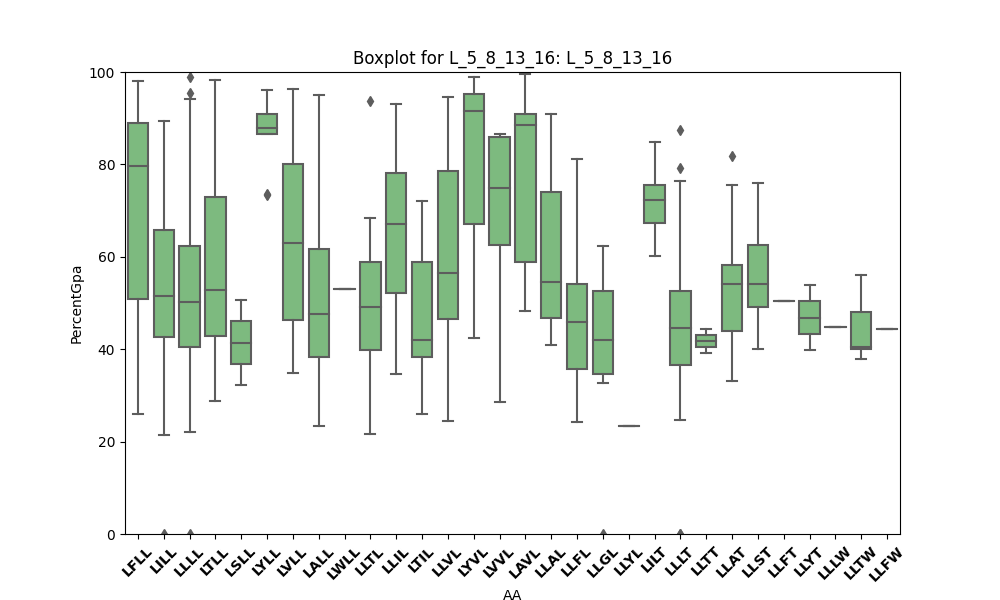 Boxplot for L_5_8_13_16: L_5_8_13_16
100
80
60
40
20
0
PercentGpa
LFLL LILL LLLL LTLL LSLL LYLL LVLL LALL LWLL LLTL LLIL LTIL LLVL LYVL LVVL LAVL LLAL LLFL LLGL LLYL LILT LLLT LLTT LLAT LLST LLFT LLYT LLLW LLTW LLFW
AA